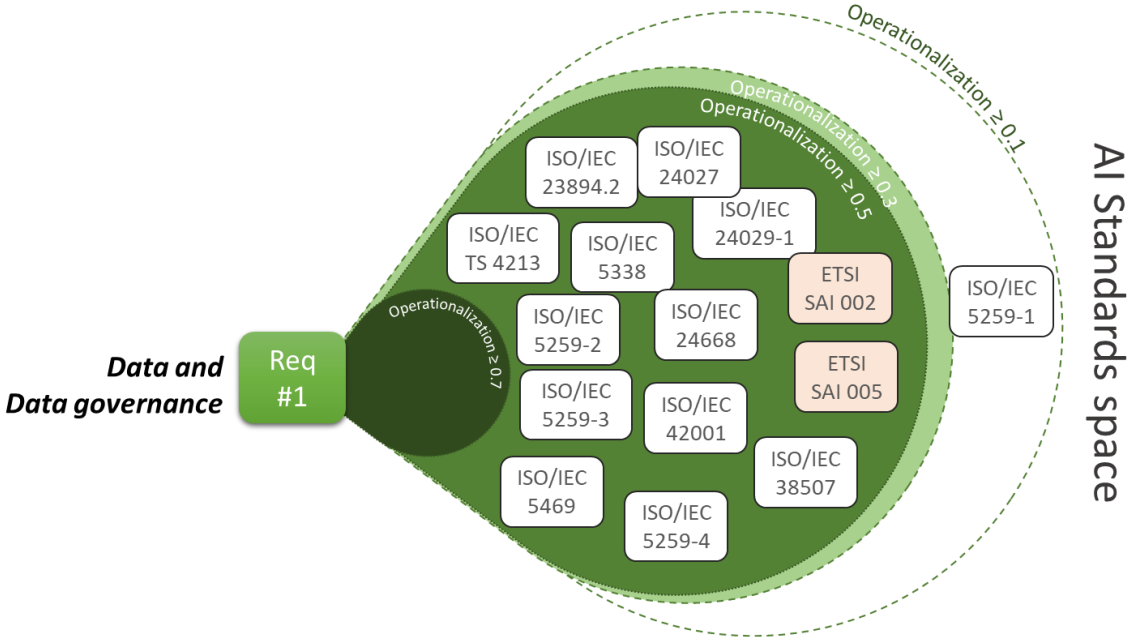 Operationalization ≥ 0.1
Operationalization ≥ 0.3
Operationalization ≥ 0.5
ISO/IEC
23894.2
ISO/IEC
24027
ISO/IEC
24029-1
ISO/IEC
TS 4213
ISO/IEC
5338
ETSI
SAI 002
ISO/IEC
5259-1
Operationalization ≥ 0.7
ISO/IEC
5259-2
ISO/IEC
24668
Data and
Data governance
Req
#1
ETSI
SAI 005
ISO/IEC
5259-3
ISO/IEC
42001
ISO/IEC
38507
ISO/IEC
5469
ISO/IEC
5259-4
AI Standards space